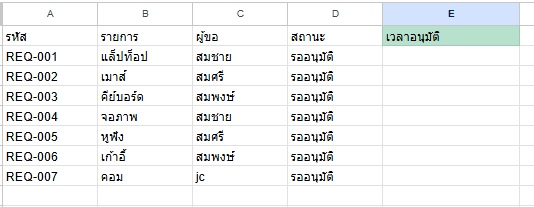 A B C D E
รหัส รายการ ผู้ขอ สถานะ เวลาอนุมัติ
REQ-001 แล็ปท็อป สมชาย รออนุมัติ
REQ-002 เมาส์ สมศรี รออนุมัติ
REQ-003 คีย์บอร์ด สมพงษ์ รออนุมัติ
REQ-004 จอภาพ สมชาย รออนุมัติ
REQ-005 หูฟัง สมศรี รออนุมัติ
REQ-006 เก้าอี้ สมพงษ์ รออนุมัติ
REQ-007 คอม jc รออนุมัติ